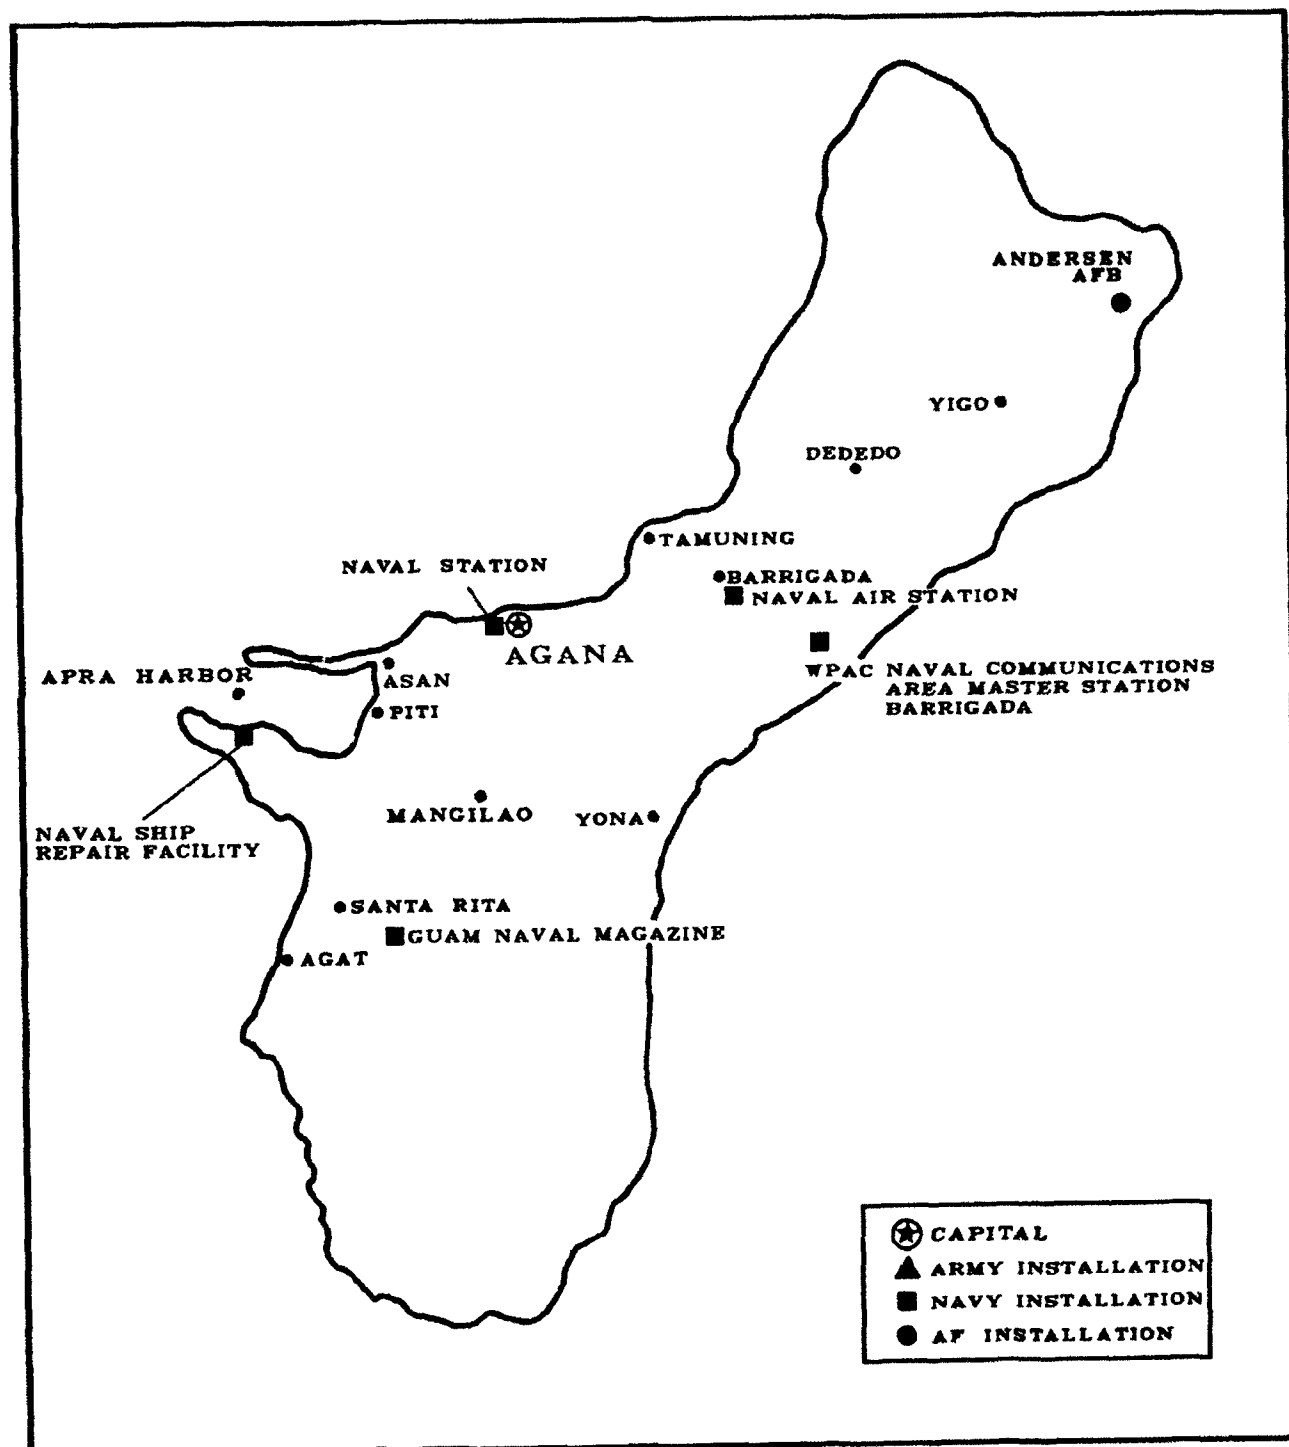 ANDERSEN
AFB
YIGO
DEDEDO
TAMUNING
NAVAL STATION
BARRIGADA
NAVAL AIR STATION
AGANA
WPAC NAVAL COMMUNICATIONS
AREA MASTER STATION
BARRIGADA
APRA HARBOR
ASAN
PITI
MANGILAO
YONA
NAVAL SHIP
REPAIR FACILITY
SANTA RITA
GUAM NAVAL MAGAZINE
AGAT
CAPITAL
ARMY INSTALLATION
NAVY INSTALLATION
AF INSTALLATION